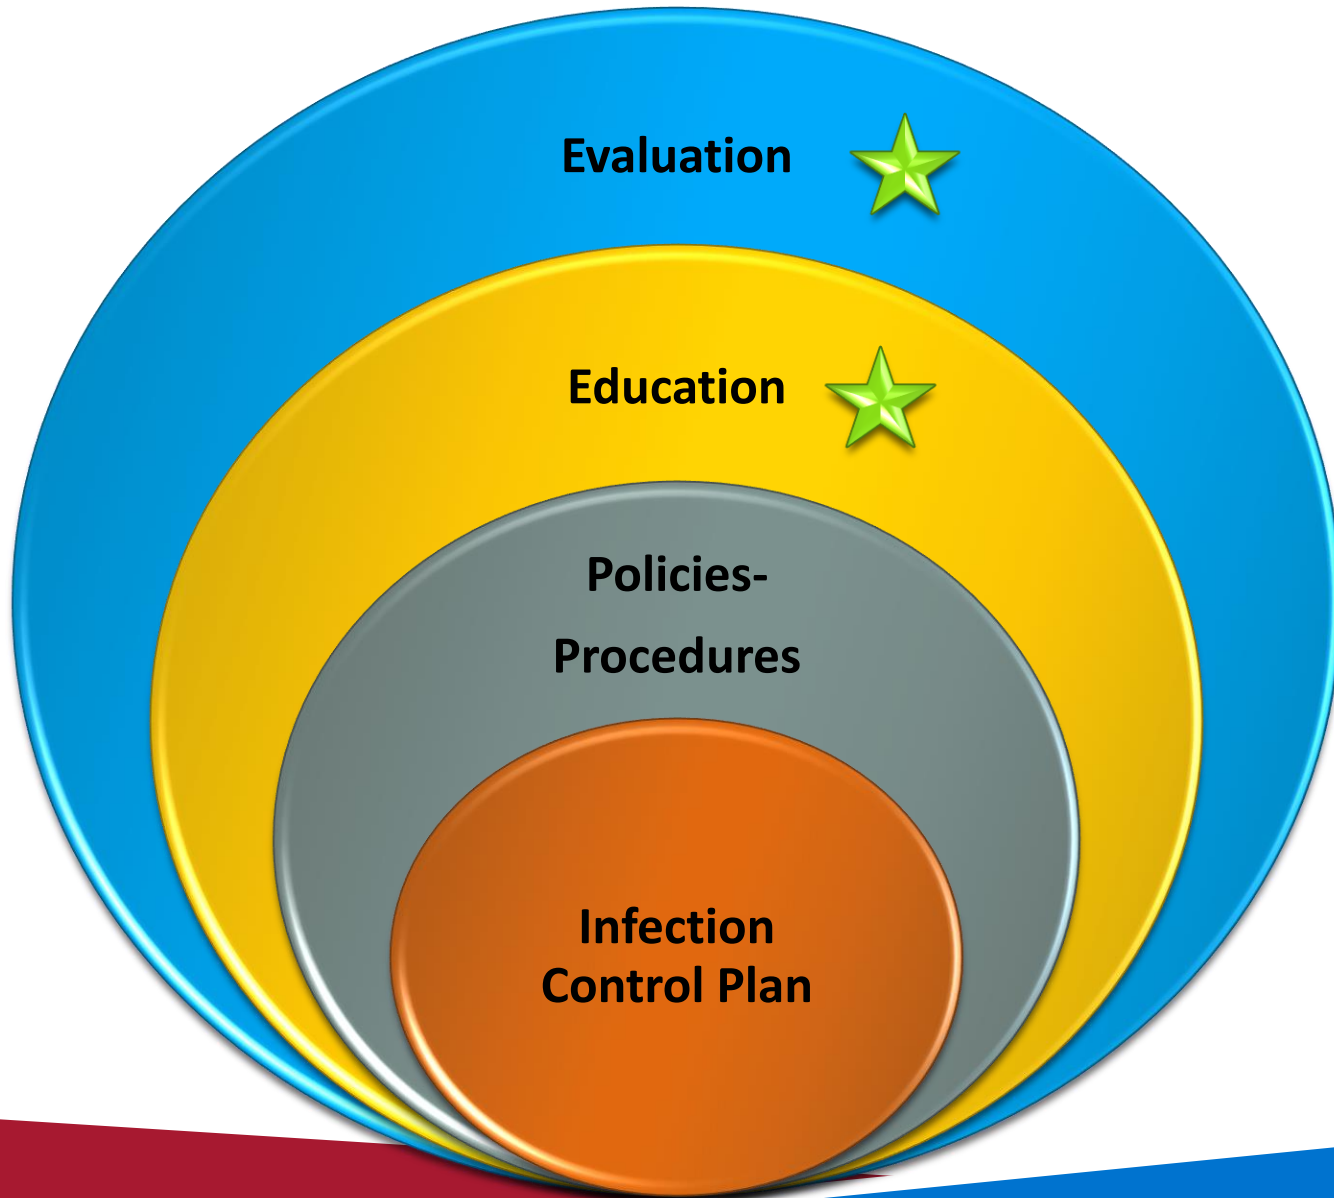 Evaluation
Education
Policies-
Procedures
Infection
Control Plan